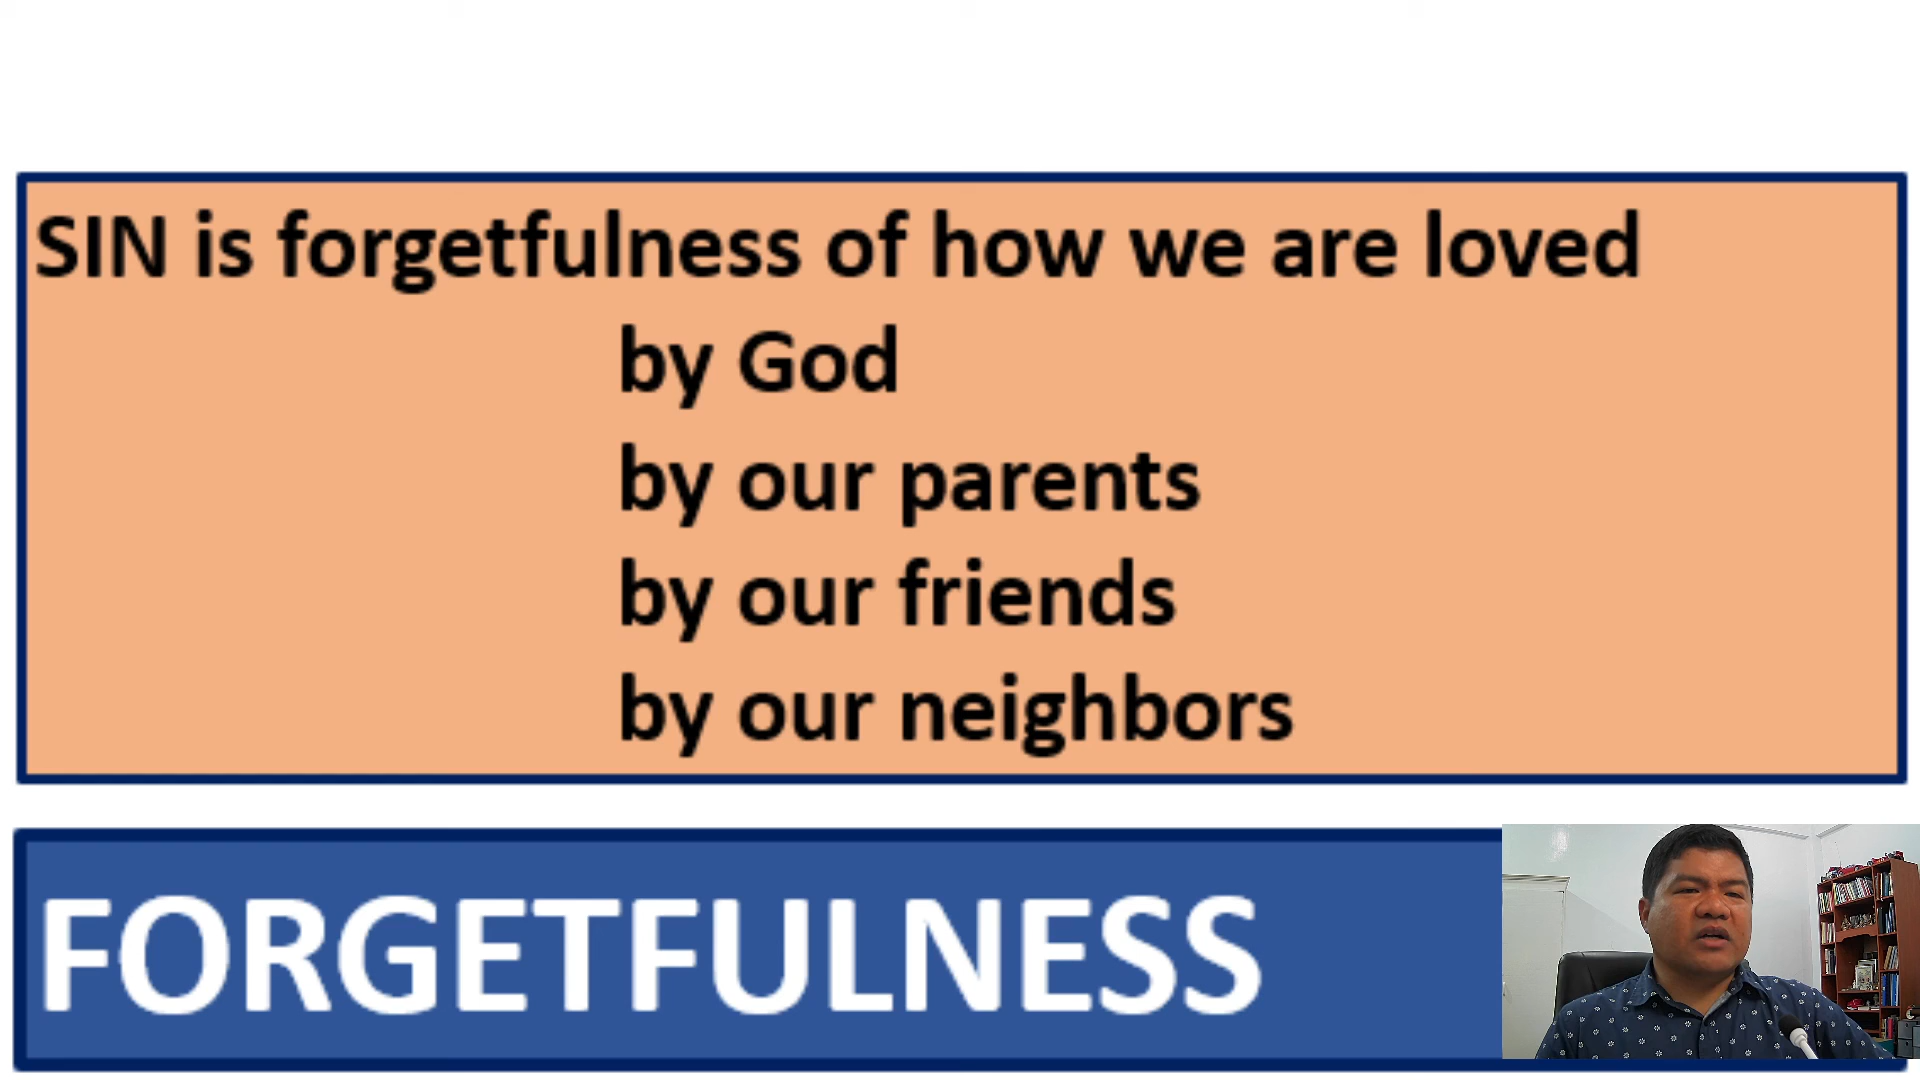 SIN is forgetfulness of how we are loved
by God
by our parents
by our friends
by our neighbors
FORGETFULNESS